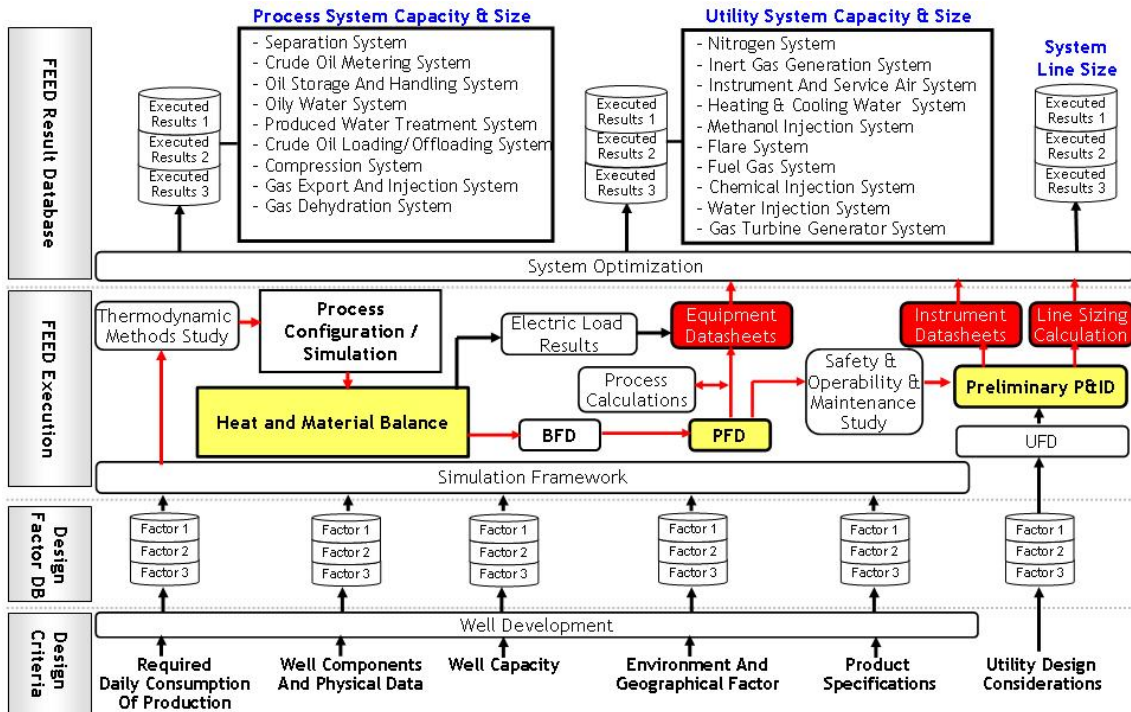 Process System Capacity & Size
Utility System Capacity & Size
System
Line Size
FEED Result Database
Executed
Results 1
Executed
Results 2
Executed
Results 3
- Separation System
- Crude Oil Metering System
- Oil Storage And Handling System
- Oily Water System
- Produced Water Treatment System
- Crude Oil Loading/Offloading System
- Compression System
- Gas Export And Injection System
- Gas Dehydration System
Executed
Results 1
Executed
Results 2
Executed
Results 3
- Nitrogen System
- Inert Gas Generation System
- Instrument And Service Air System
- Heating & Cooling Water System
- Methanol Injection System
- Flare System
- Fuel Gas System
- Chemical Injection System
- Water Injection System
- Gas Turbine Generator System
Executed
Results 1
Executed
Results 2
Executed
Results 3
System Optimization
FEED Execution
Thermodynamic
Methods Study
Process
Configuration /
Simulation
Electric Load
Results
Equipment
Datasheets
Instrument
Datasheets
Line Sizing
Calculation
Process
Calculations
Safety &
Operability &
Maintenance
Study
Preliminary P&ID
Heat and Material Balance
BFD
PFD
UFD
Simulation Framework
Design
Factor DB
Factor 1
Factor 2
Factor 3
Factor 1
Factor 2
Factor 3
Factor 1
Factor 2
Factor 3
Factor 1
Factor 2
Factor 3
Factor 1
Factor 2
Factor 3
Factor 1
Factor 2
Factor 3
Design
Criteria
Well Development
Required
Daily Consumption
Of Production
Well Components
And Physical Data
Well Capacity
Environment And
Geographical Factor
Product
Specifications
Utility Design
Considerations